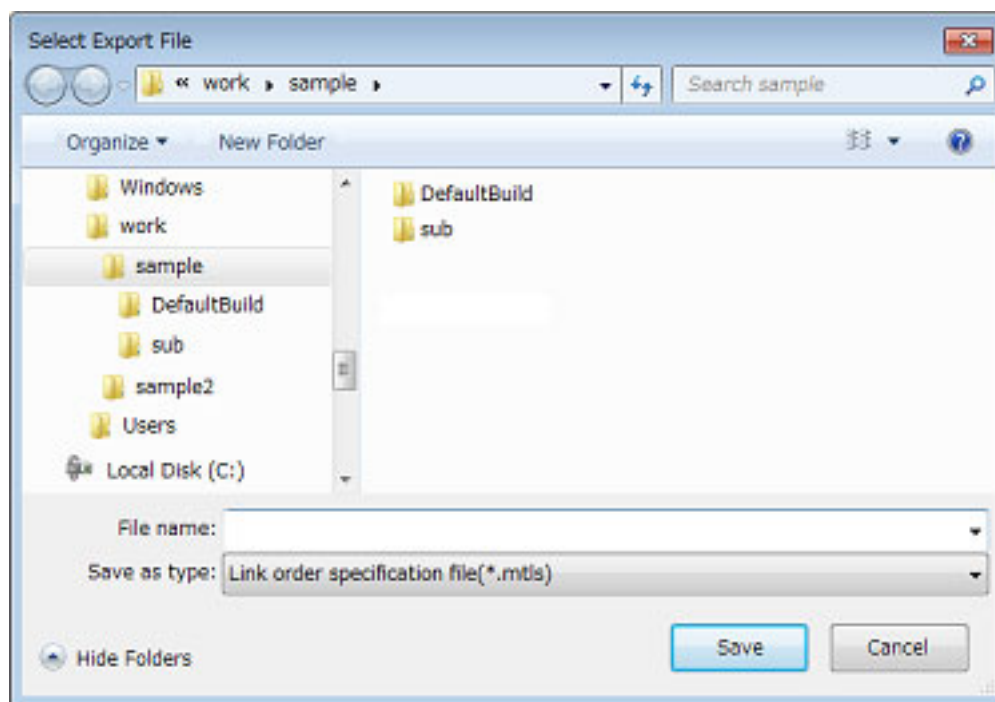 Select Export File
« work sample
Search sample
Organize
New Folder
Windows
work
sample
DefaultBuild
sub
sample2
Users
Local Disk (C:)
DefaultBuild
sub
File name:
Save as type: Link order specification file(*.mtls)
Hide Folders
Save
Cancel